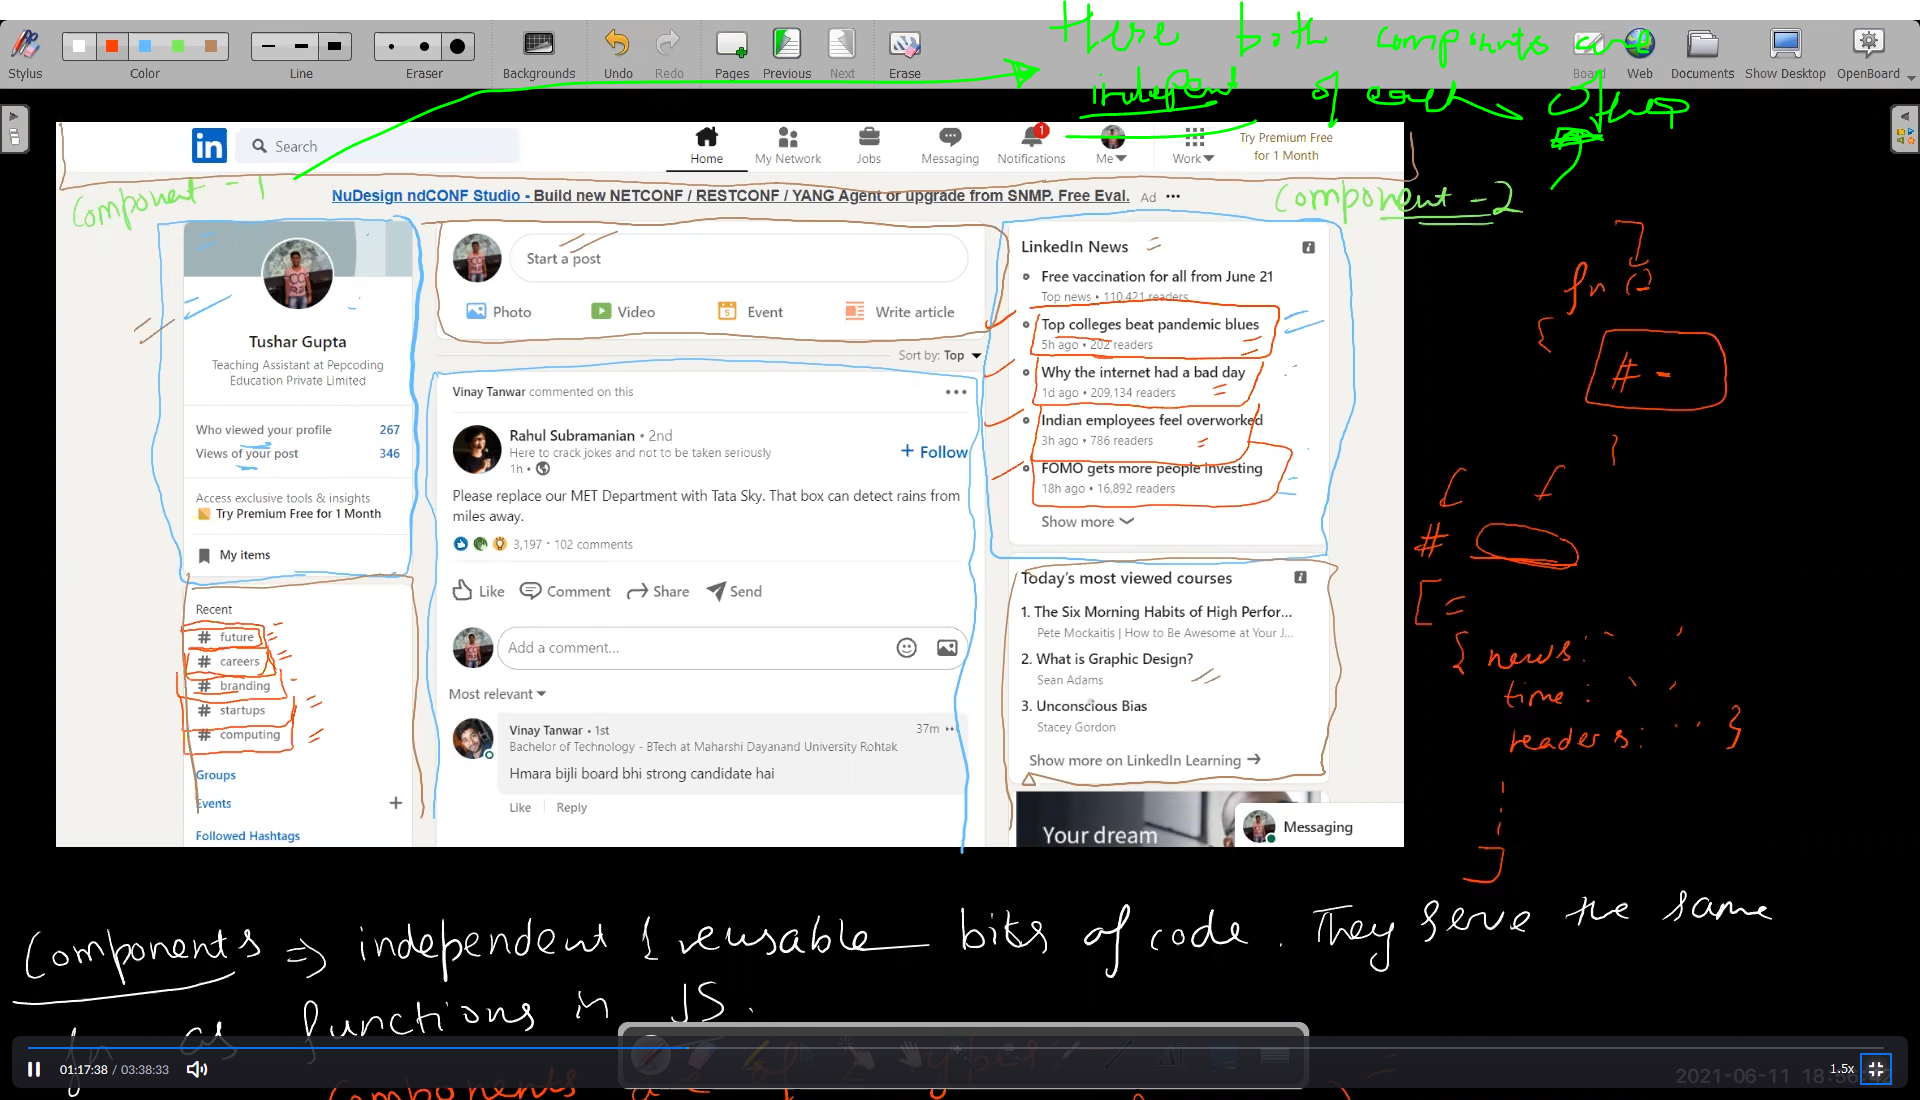 Here both components are
indepent of each other
Stylus
Color
Line
Eraser
Backgrounds
Undo
Redo
Pages
Previous
Next
Erase
Board
Web
Documents
Show Desktop
OpenBoard
in
Search
Home
My Network
Jobs
Messaging
Notifications
1
Me
Work
Try Premium Free
for 1 Month
Component - 1
NuDesign ndCONF Studio - Build new NETCONF / RESTCONF / YANG Agent or upgrade from SNMP. Free Eval. Ad •••
Component - 2
Tushar Gupta
Teaching Assistant at Pepcoding
Education Private Limited
Who viewed your profile 267
Views of your post 346
Access exclusive tools & insights
Try Premium Free for 1 Month
My items
Recent
# future
# careers
# branding
# startups
# computing
Groups
Events +
Followed Hashtags
Start a post
Photo
Video
Event
Write article
Sort by: Top
Vinay Tanwar commented on this
Rahul Subramanian • 2nd
Here to crack jokes and not to be taken seriously
1h •
+ Follow
Please replace our MET Department with Tata Sky. That box can detect rains from
miles away.
3,197 · 102 comments
Like
Comment
Share
Send
Add a comment...
Most relevant
Vinay Tanwar • 1st 37m
Bachelor of Technology - BTech at Maharshi Dayanand University Rohtak
Hmara bijli board bhi strong candidate hai
Like | Reply
LinkedIn News
Free vaccination for all from June 21
Top news • 110,421 readers
Top colleges beat pandemic blues
5h ago • 202 readers
Why the internet had a bad day
1d ago • 209,134 readers
Indian employees feel overworked
3h ago • 786 readers
FOMO gets more people investing
18h ago • 16,892 readers
Show more
Today's most viewed courses
1. The Six Morning Habits of High Perfor...
Pete Mockaitis | How to Be Awesome at Your J...
2. What is Graphic Design?
Sean Adams
3. Unconscious Bias
Stacey Gordon
Show more on LinkedIn Learning →
Your dream
Messaging
fn ()
{
# -
#
[ =
{ news: ' '
time: ' '
readers: ' ' }
]
Components ⇒ independent & reusable bits of code. They serve the same
fn as functions in JS.
Components are of types
01:17:38 / 03:38:33
1.5x